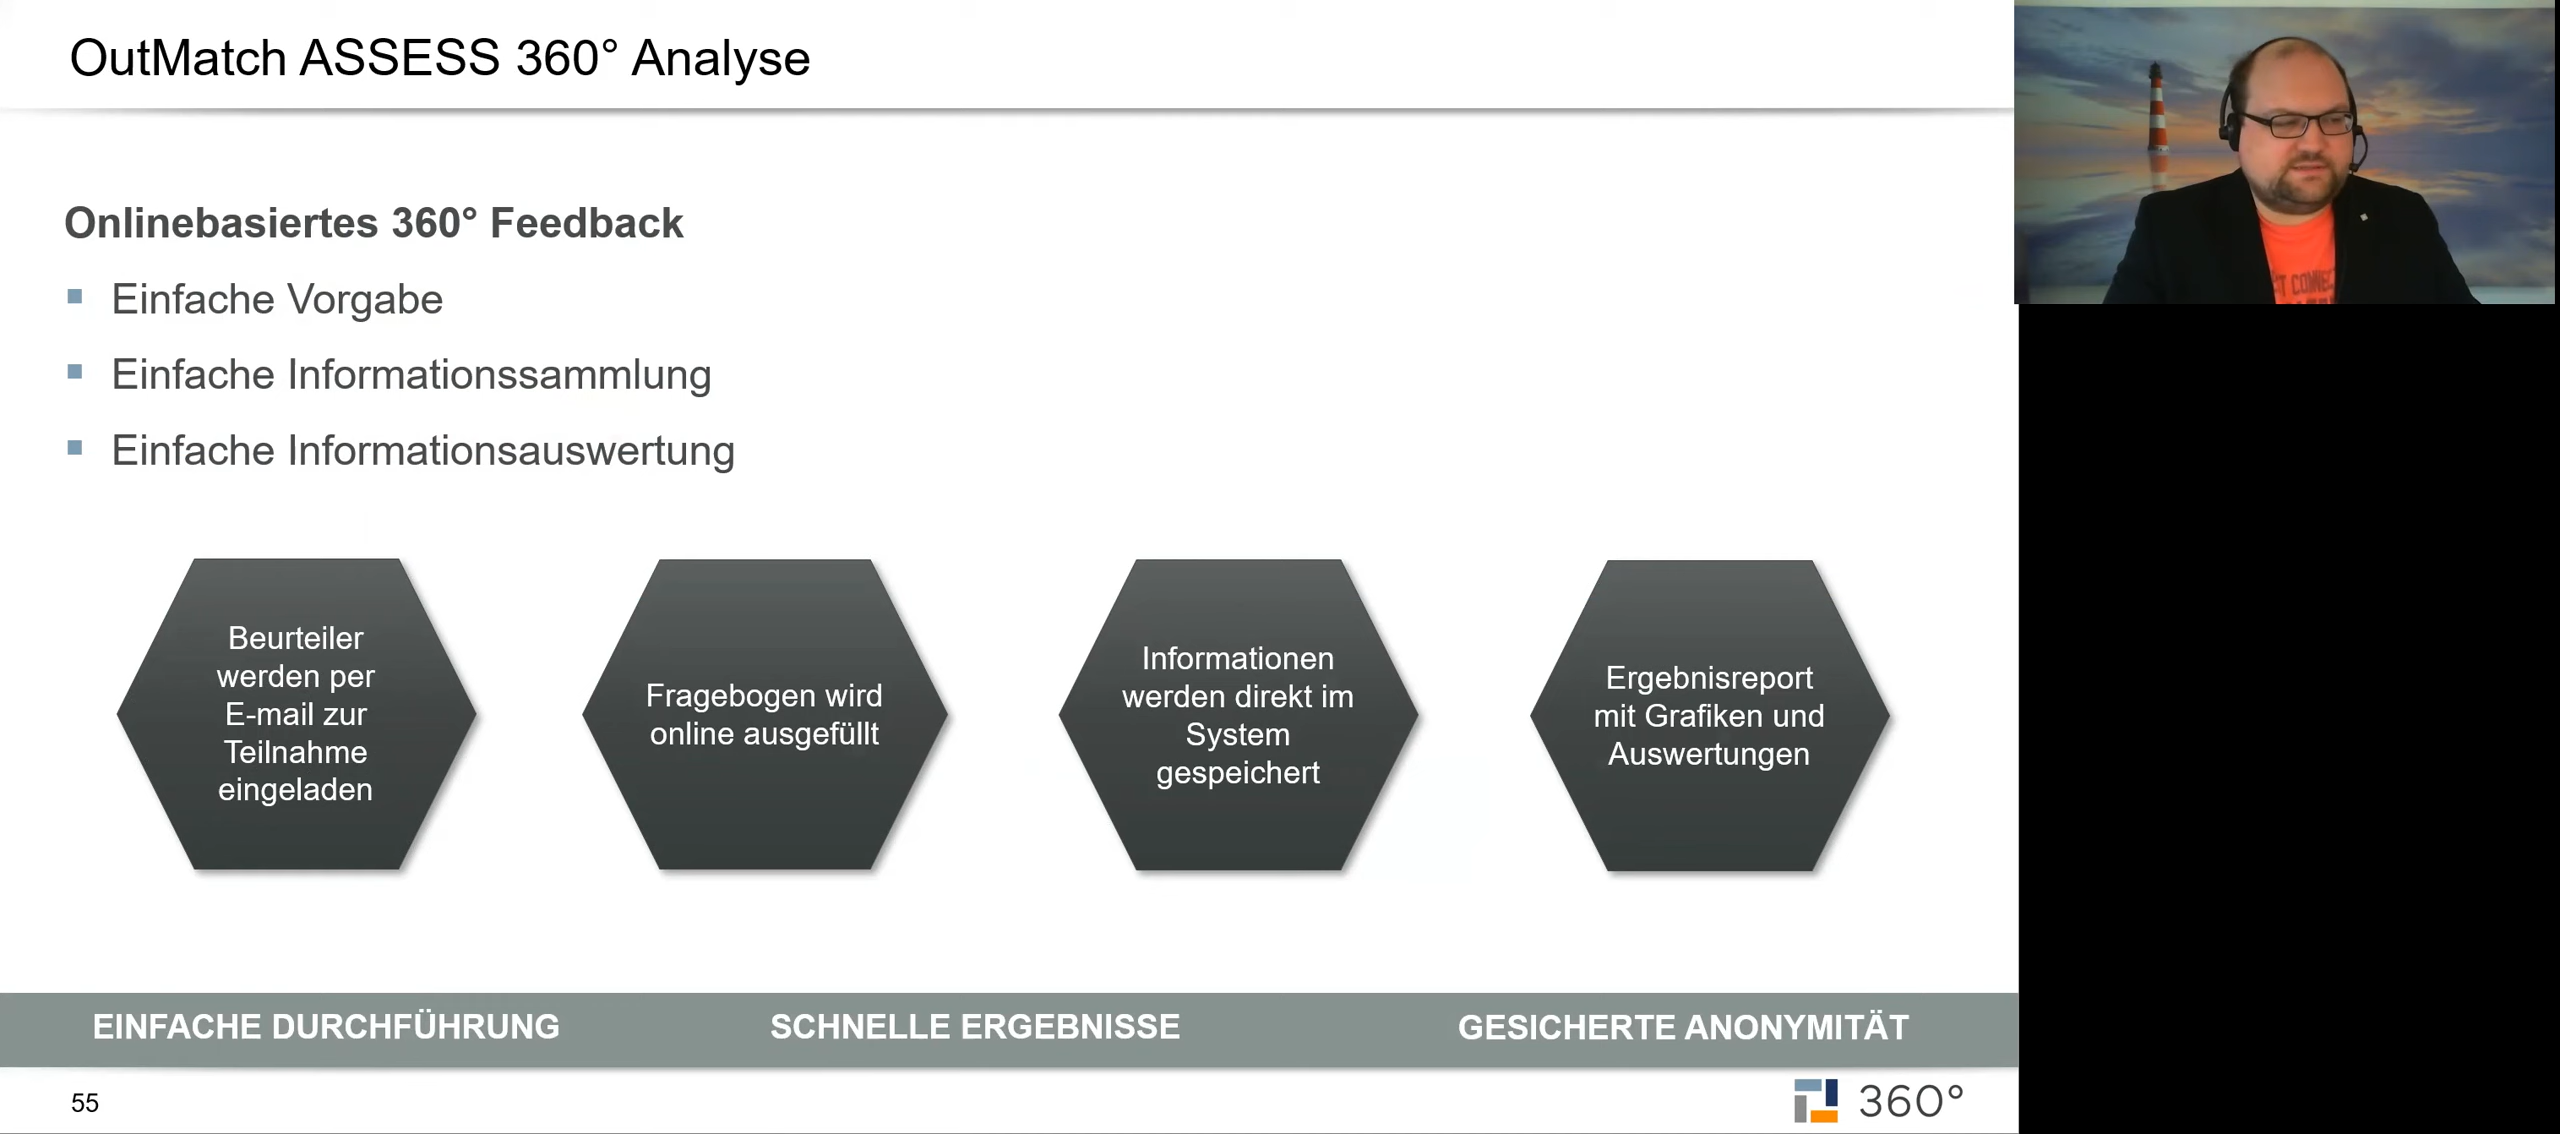 OutMatch ASSESS 360° Analyse
Onlinebasiertes 360° Feedback
Einfache Vorgabe
Einfache Informationssammlung
Einfache Informationsauswertung
Beurteiler
werden per
E-mail zur
Teilnahme
eingeladen
Fragebogen wird
online ausgefüllt
Informationen
werden direkt im
System
gespeichert
Ergebnisreport
mit Grafiken und
Auswertungen
EINFACHE DURCHFÜHRUNG
SCHNELLE ERGEBNISSE
GESICHERTE ANONYMITÄT
55
360°